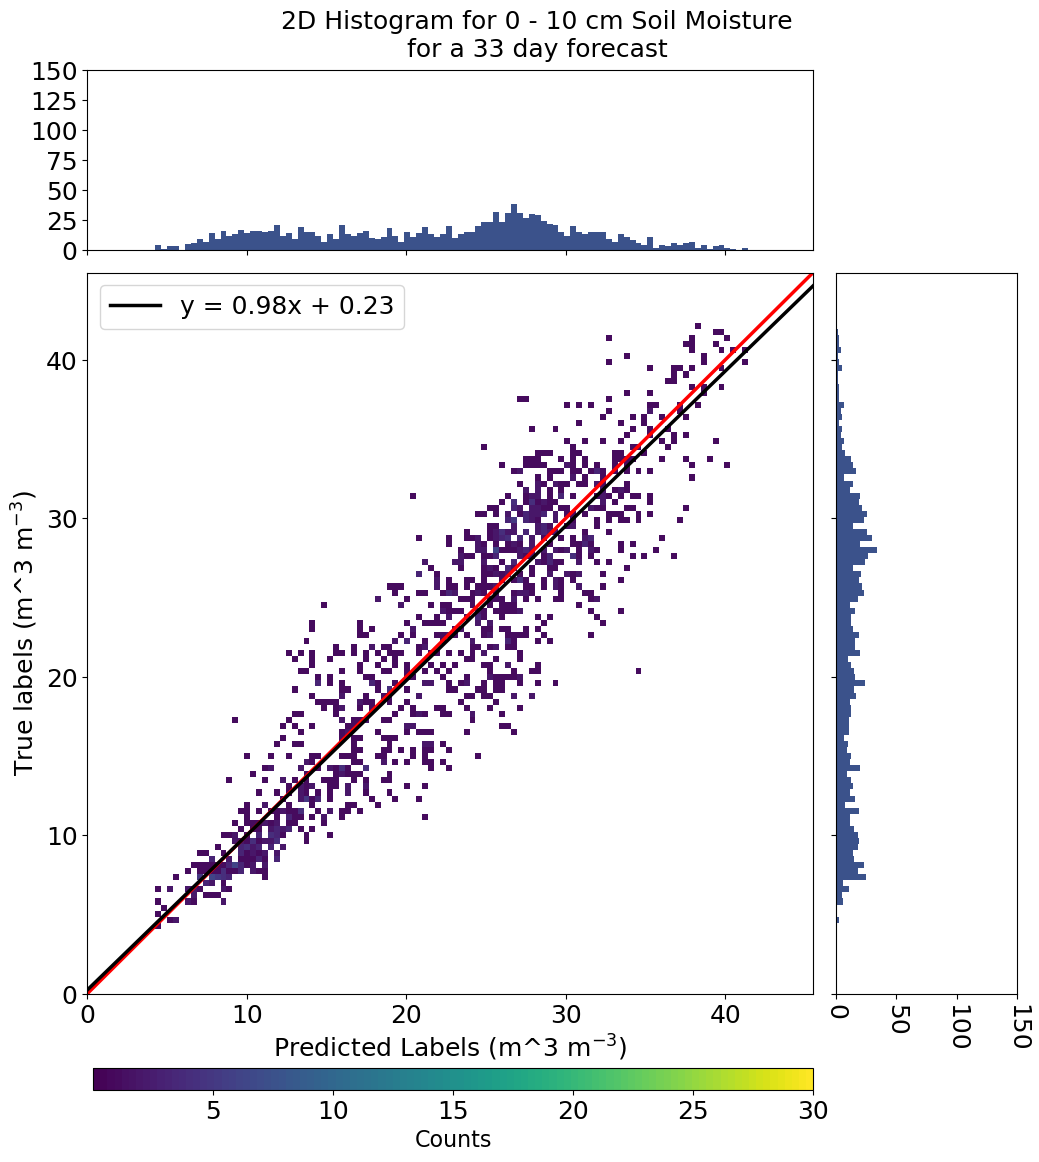 2D Histogram for 0 - 10 cm Soil Moisture
for a 33 day forecast
150
125
100
75
50
25
0
y = 0.98x + 0.23
40
30
20
10
0
True labels (m^3 m⁻³)
0 10 20 30 40
Predicted Labels (m^3 m⁻³)
0 50 100 150
5 10 15 20 25 30
Counts